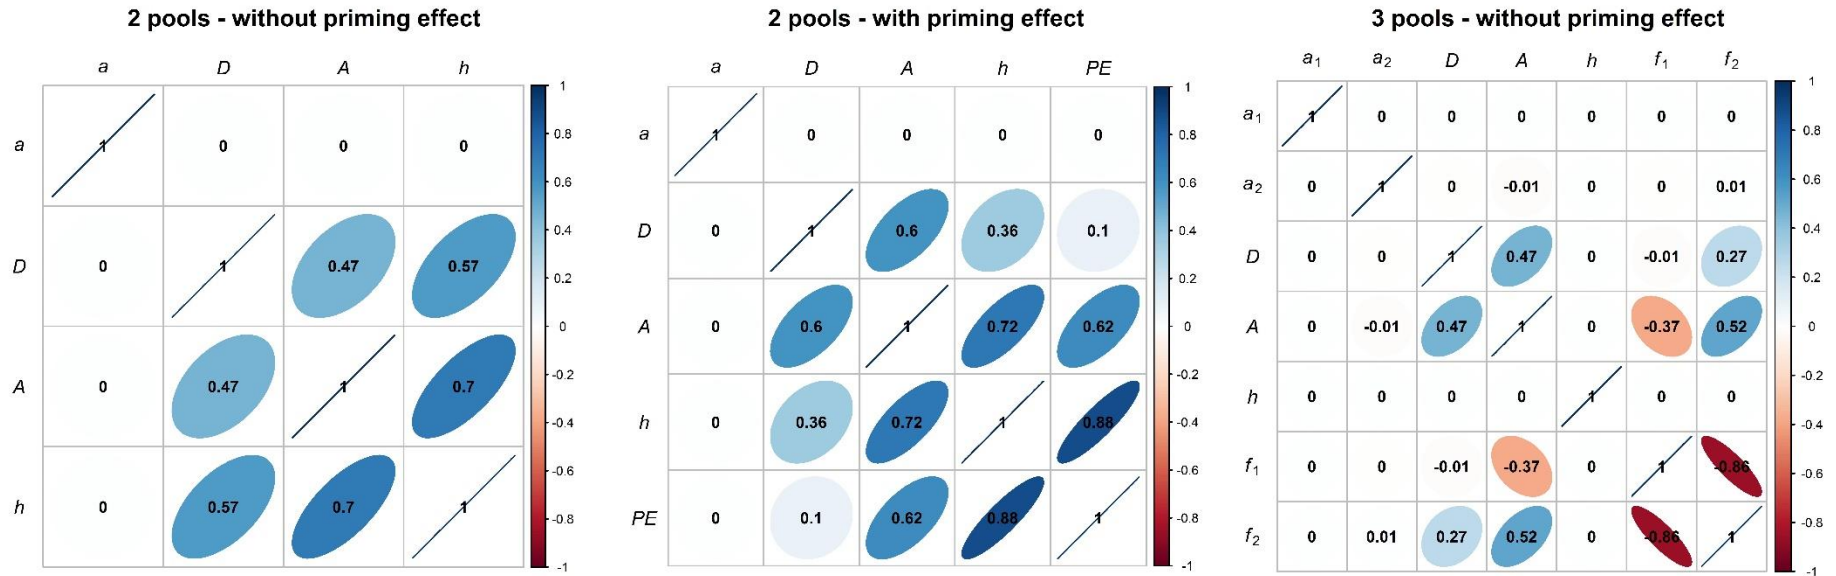 2 pools - without priming effect
a D A h
a 1 0 0 0
D 0 1 0.47 0.57
A 0 0.47 1 0.7
h 0 0.57 0.7 1
1
0.8
0.6
0.4
0.2
0
-0.2
-0.4
-0.6
-0.8
-1
2 pools - with priming effect
a D A h PE
a 1 0 0 0 0
D 0 1 0.6 0.36 0.1
A 0 0.6 1 0.72 0.62
h 0 0.36 0.72 1 0.88
PE 0 0.1 0.62 0.88 1
1
0.8
0.6
0.4
0.2
0
-0.2
-0.4
-0.6
-0.8
-1
3 pools - without priming effect
a1 a2 D A h f1 f2
a1 1 0 0 0 0 0 0
a2 0 1 0 -0.01 0 0 0.01
D 0 0 1 0.47 0 -0.01 0.27
A 0 -0.01 0.47 1 0 -0.37 0.52
h 0 0 0 0 1 0 0
f1 0 0 -0.01 -0.37 0 1 -0.86
f2 0 0.01 0.27 0.52 0 -0.86 1
1
0.8
0.6
0.4
0.2
0
-0.2
-0.4
-0.6
-0.8
-1